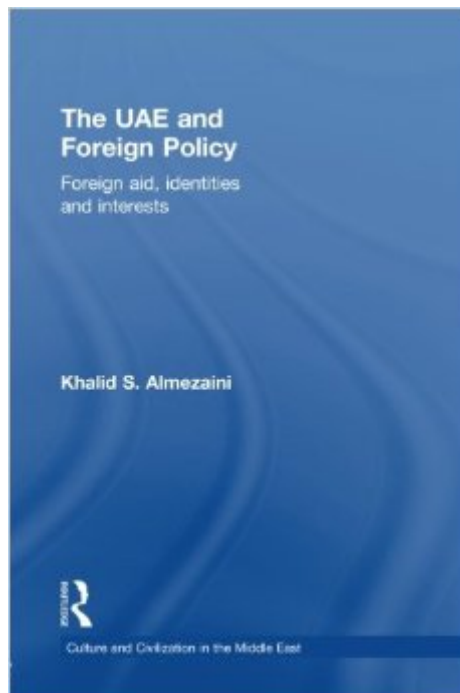 The UAE and
Foreign Policy
Foreign aid, identities
and interests
Khalid S. Almezaini
ROUTLEDGE
Culture and Civilization in the Middle East